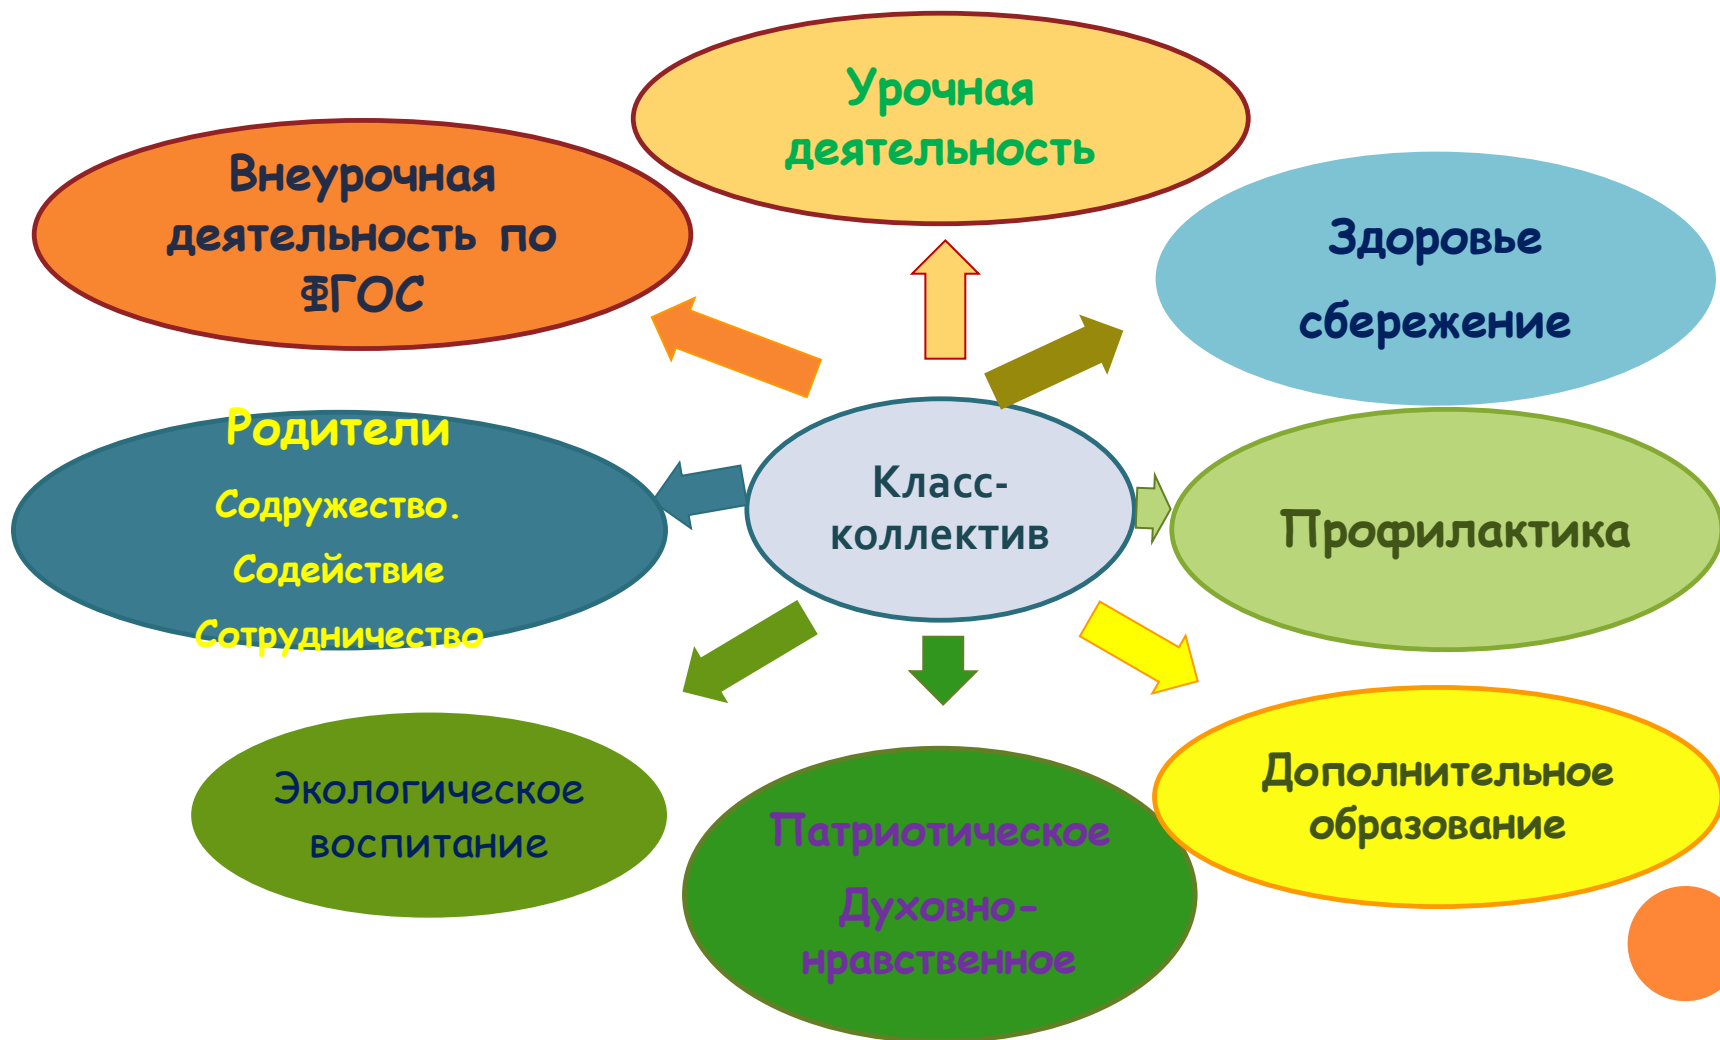 Урочная
деятельность
Внеурочная
деятельность по
ФГОС
Здоровье
сбережение
Родители
Содружество.
Содействие
Сотрудничество
Класс-
коллектив
Профилактика
Экологическое
воспитание
Патриотическое
Духовно-
нравственное
Дополнительное
образование